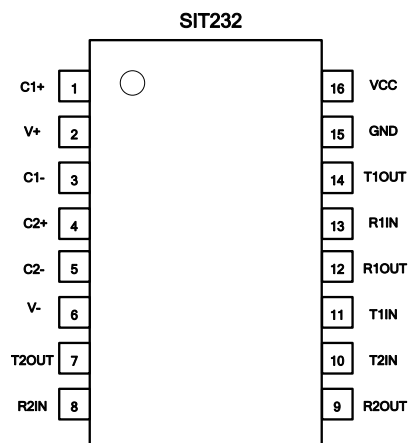 SIT232
C1+ 1 16 VCC
V+ 2 15 GND
C1- 3 14 T1OUT
C2+ 4 13 R1IN
C2- 5 12 R1OUT
V- 6 11 T1IN
T2OUT 7 10 T2IN
R2IN 8 9 R2OUT